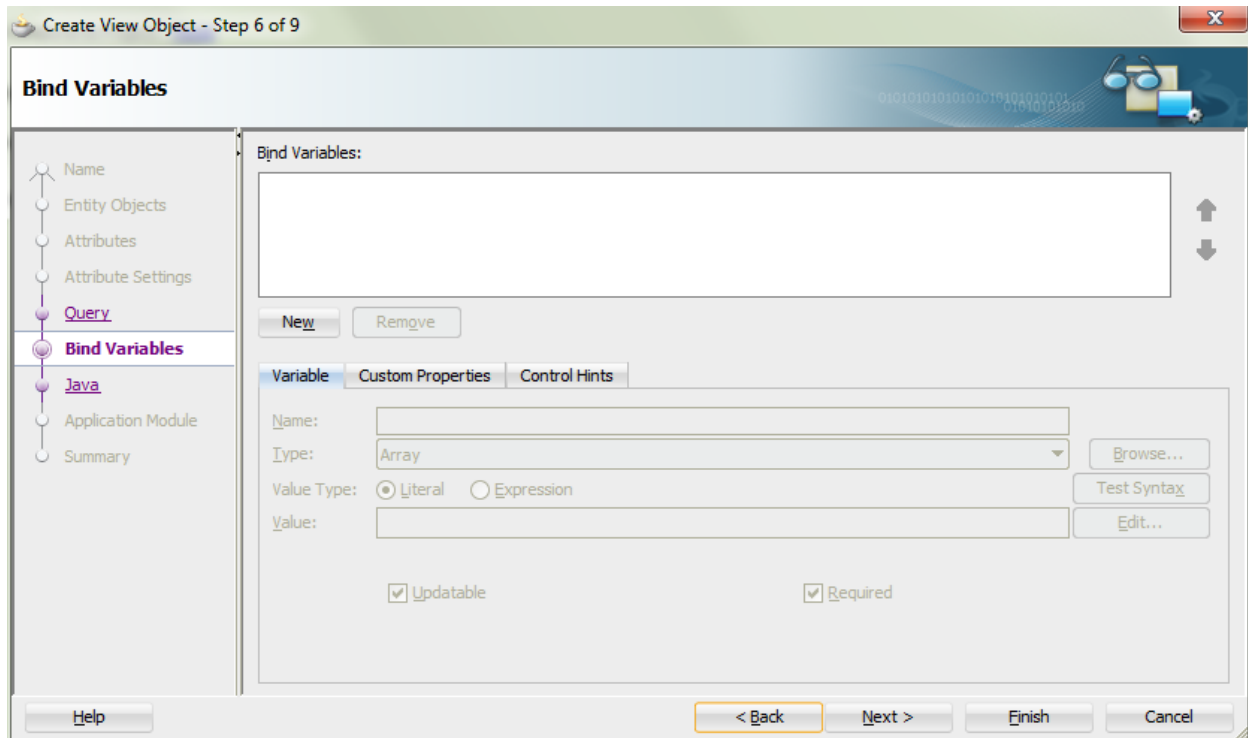 Create View Object - Step 6 of 9
X
Bind Variables
010101010101010101010101
01010101010
Name
Entity Objects
Attributes
Attribute Settings
Query
Bind Variables
Java
Application Module
Summary
Bind Variables:
New Remove
Variable Custom Properties Control Hints
Name:
Type: Array Browse...
Value Type: Literal Expression Test Syntax
Value: Edit...
Updatable Required
Help < Back Next > Finish Cancel